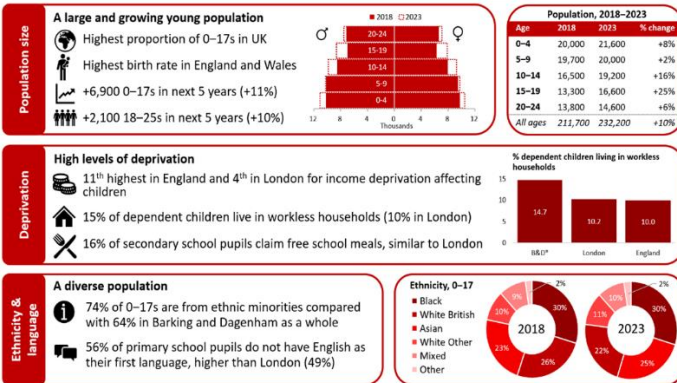 Population size
A large and growing young population
Highest proportion of 0–17s in UK
Highest birth rate in England and Wales
+6,900 0–17s in next 5 years (+11%)
+2,100 18–25s in next 5 years (+10%)
2018 2023
20-24
15-19
10-14
5-9
0-4
12 8 4 0 4 8 12
Thousands
Population, 2018–2023
Age 2018 2023 % change
0–4 20,000 21,600 +8%
5–9 19,700 20,000 +2%
10–14 16,500 19,200 +16%
15–19 13,300 16,600 +25%
20–24 13,800 14,600 +6%
All ages 211,700 232,200 +10%
Deprivation
High levels of deprivation
11th highest in England and 4th in London for income deprivation affecting
children
15% of dependent children live in workless households (10% in London)
16% of secondary school pupils claim free school meals, similar to London
% dependent children living in workless
households
15
10
5
0
14.7
10.2
10.0
B&D*
London
England
Ethnicity &
language
A diverse population
74% of 0–17s are from ethnic minorities compared
with 64% in Barking and Dagenham as a whole
56% of primary school pupils do not have English as
their first language, higher than London (49%)
Ethnicity, 0–17
Black
White British
Asian
White Other
Mixed
Other
2018
2%
30%
26%
23%
10%
9%
2023
2%
30%
25%
22%
11%
10%